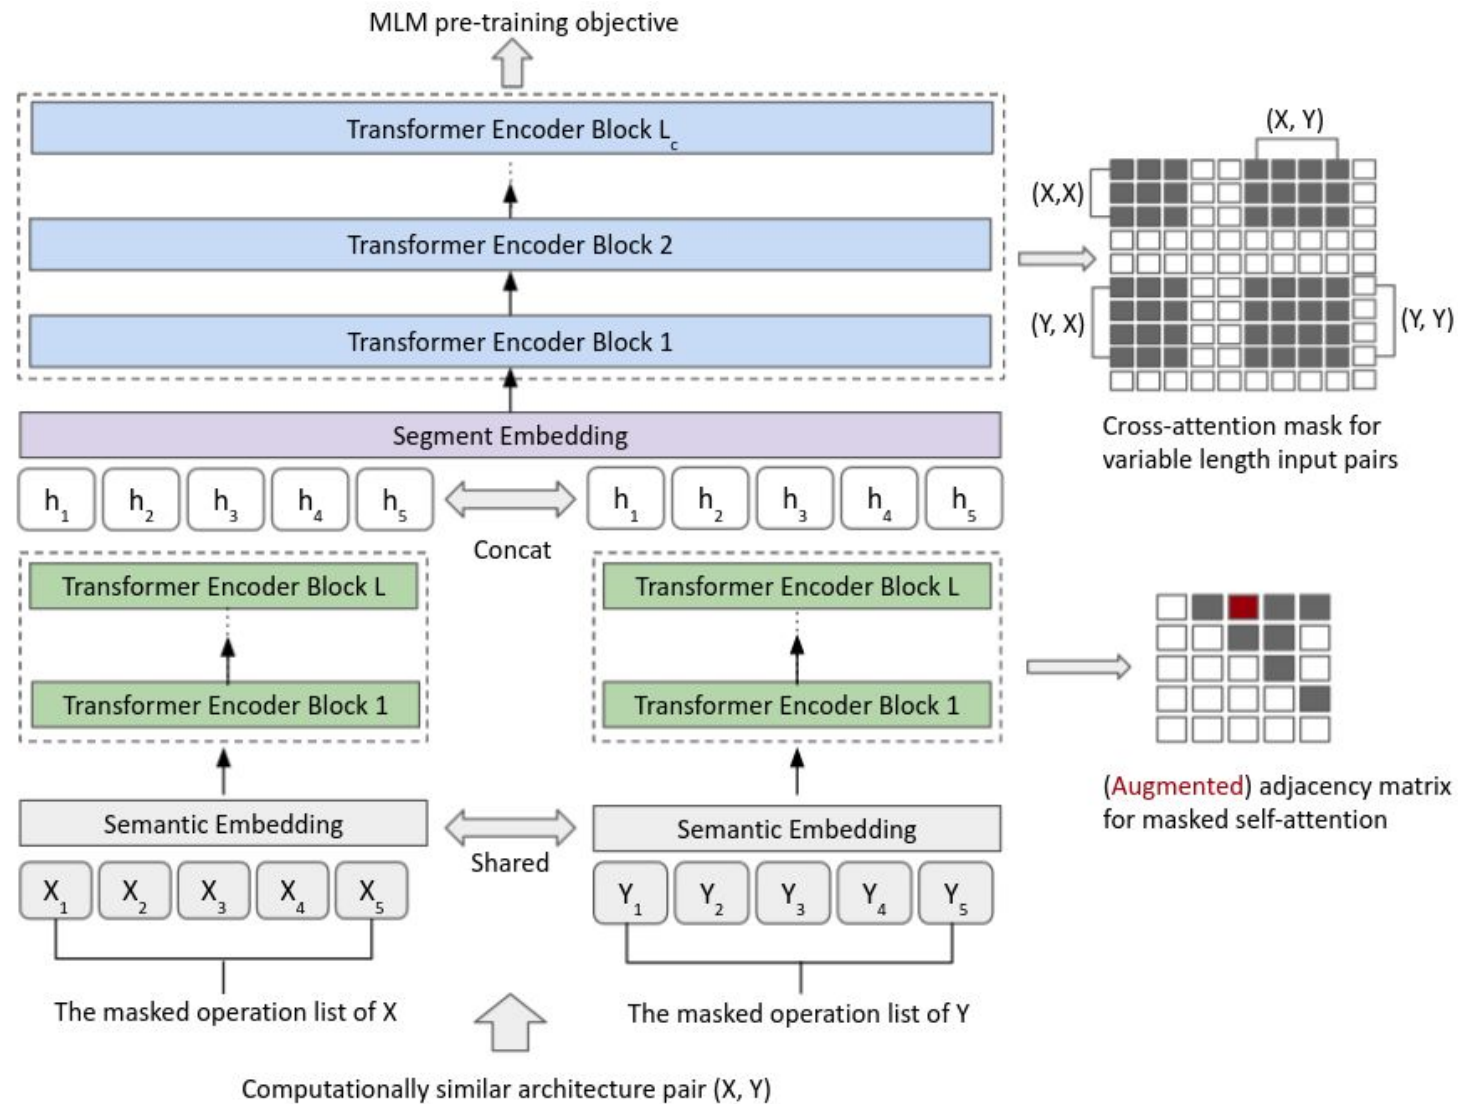 MLM pre-training objective
Transformer Encoder Block Lc
Transformer Encoder Block 2
Transformer Encoder Block 1
Segment Embedding
h1 h2 h3 h4 h5
h1 h2 h3 h4 h5
Concat
Transformer Encoder Block L
Transformer Encoder Block 1
Transformer Encoder Block L
Transformer Encoder Block 1
Semantic Embedding
Semantic Embedding
Shared
X1 X2 X3 X4 X5
Y1 Y2 Y3 Y4 Y5
The masked operation list of X
The masked operation list of Y
Computationally similar architecture pair (X, Y)
(X, Y)
(X,X)
(Y, X)
(Y, Y)
Cross-attention mask for
variable length input pairs
(Augmented) adjacency matrix
for masked self-attention